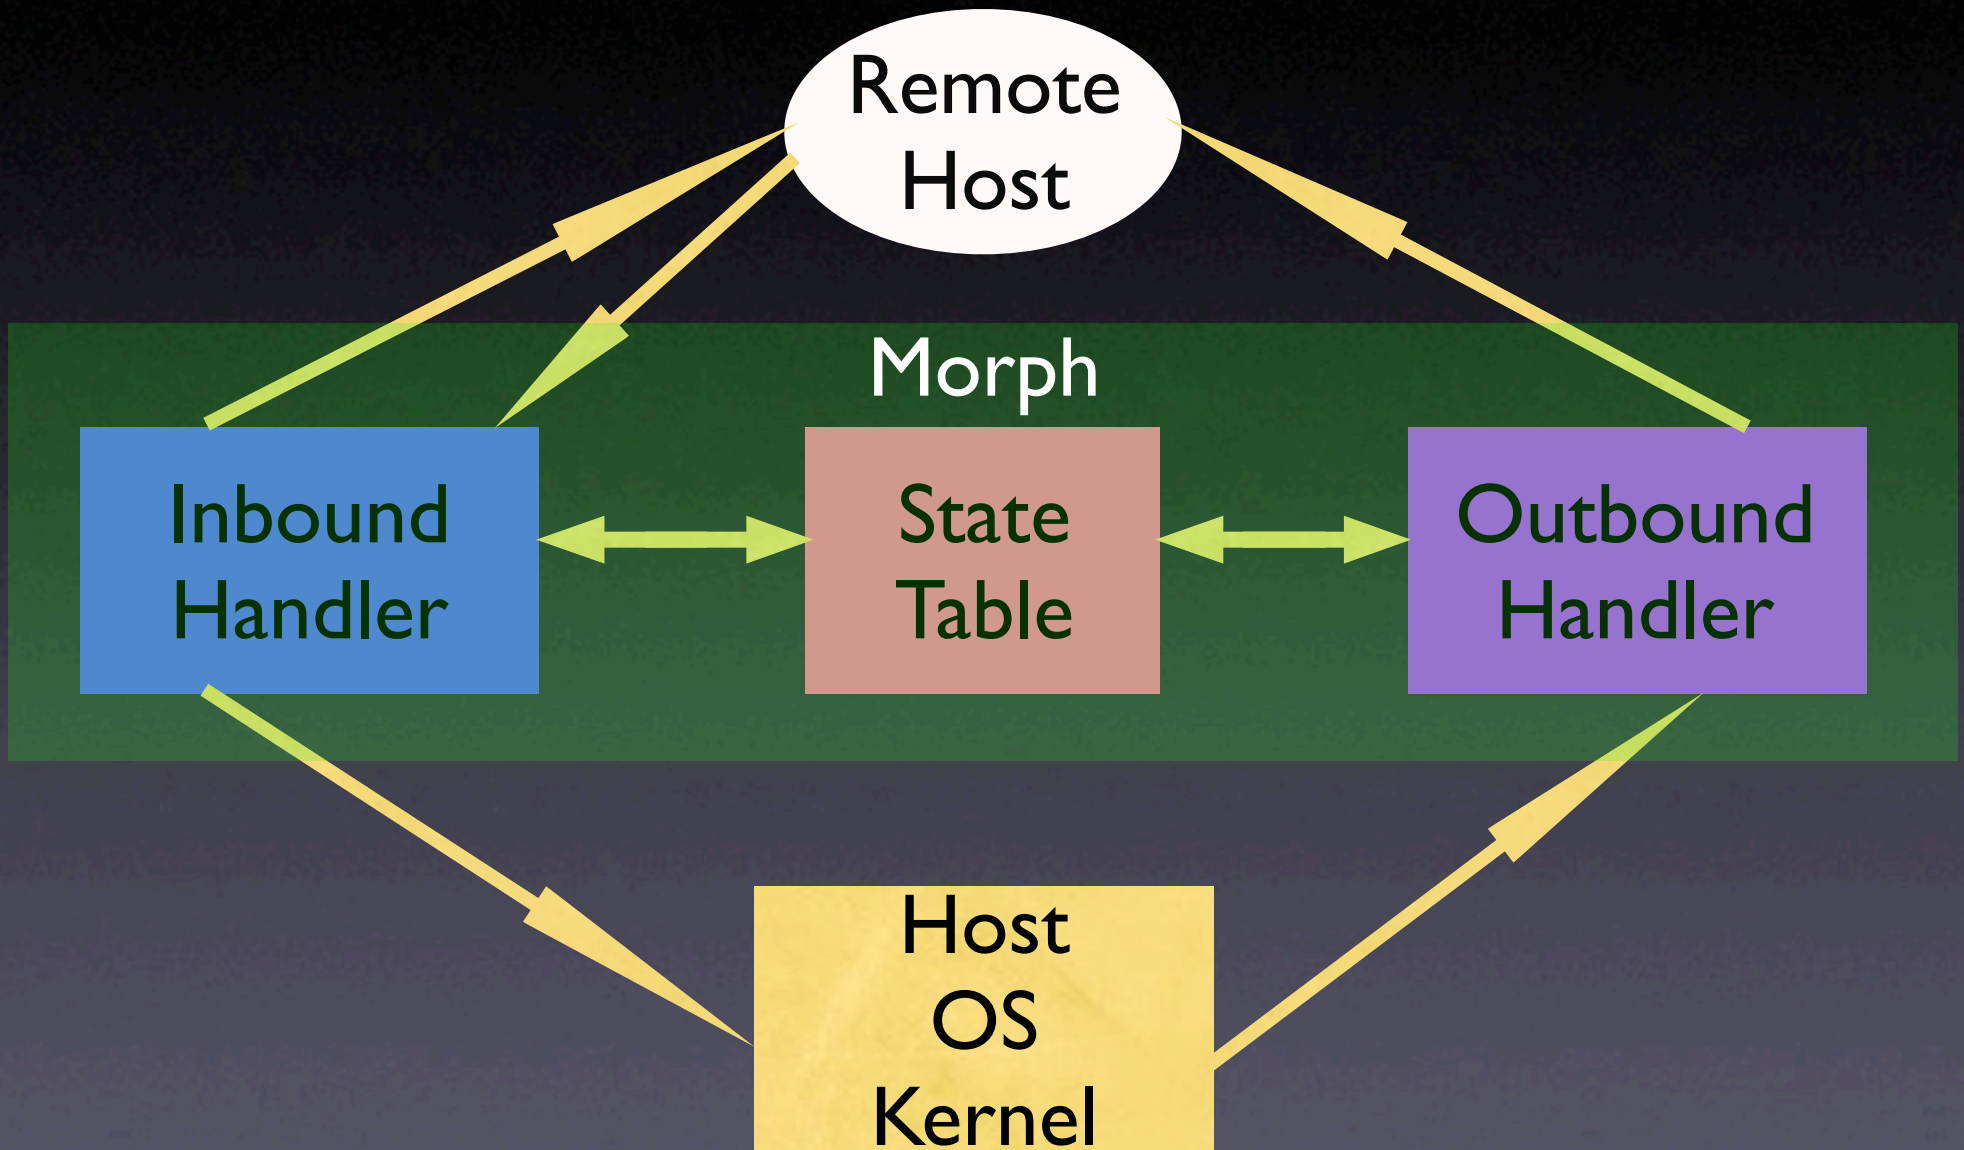 Remote
Host
Morph
Inbound
Handler
State
Table
Outbound
Handler
Host
OS
Kernel